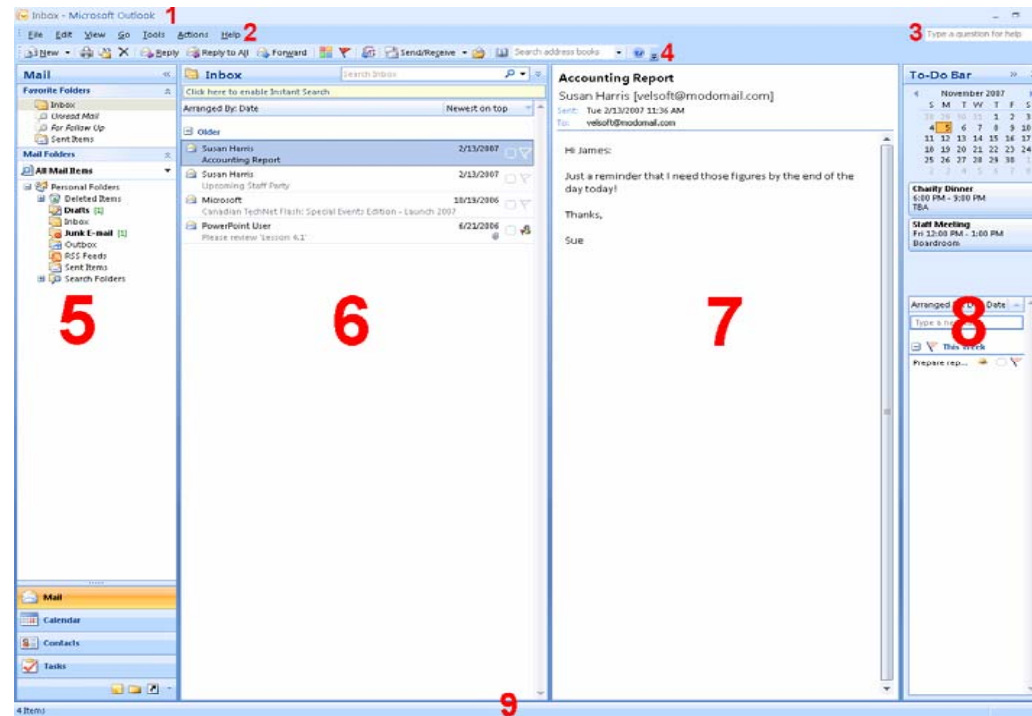 Inbox - Microsoft Outlook 1
File Edit View Go Tools Actions Help 2
3 Type a question for help
New Reply Reply to All Forward Send/Receive Search address books 4
Mail
Favorite Folders
Inbox
Unread Mail
For Follow Up
Sent Items
Mail Folders
All Mail Items
Personal Folders
Deleted Items
Drafts [1]
Inbox
Junk E-mail [1]
Outbox
RSS Feeds
Sent Items
Search Folders
5
Mail
Calendar
Contacts
Tasks
Inbox Search Inbox
Click here to enable Instant Search
Arranged By: Date Newest on top
Older
Susan Harris 2/13/2007
Accounting Report
Susan Harris 2/13/2007
Upcoming Staff Party
Microsoft 10/19/2006
Canadian TechNet Flash: Special Events Edition - Launch 2007
PowerPoint User 6/21/2006
Please review 'Lesson 4.1'
6
Accounting Report
Susan Harris [velsoft@modomail.com]
Sent: Tue 2/13/2007 11:36 AM
To: velsoft@modomail.com
Hi James:
Just a reminder that I need those figures by the end of the
day today!
Thanks,
Sue
7
To-Do Bar
November 2007
S M T W T F S
28 29 30 31 1 2 3
4 5 6 7 8 9 10
11 12 13 14 15 16 17
18 19 20 21 22 23 24
25 26 27 28 29 30 1
2 3 4 5 6 7 8
Charity Dinner
6:00 PM - 9:00 PM
TBA
Staff Meeting
Fri 12:00 PM - 1:00 PM
Boardroom
Arranged Date
Type a
8
This Week
Prepare rep...
4 Items 9